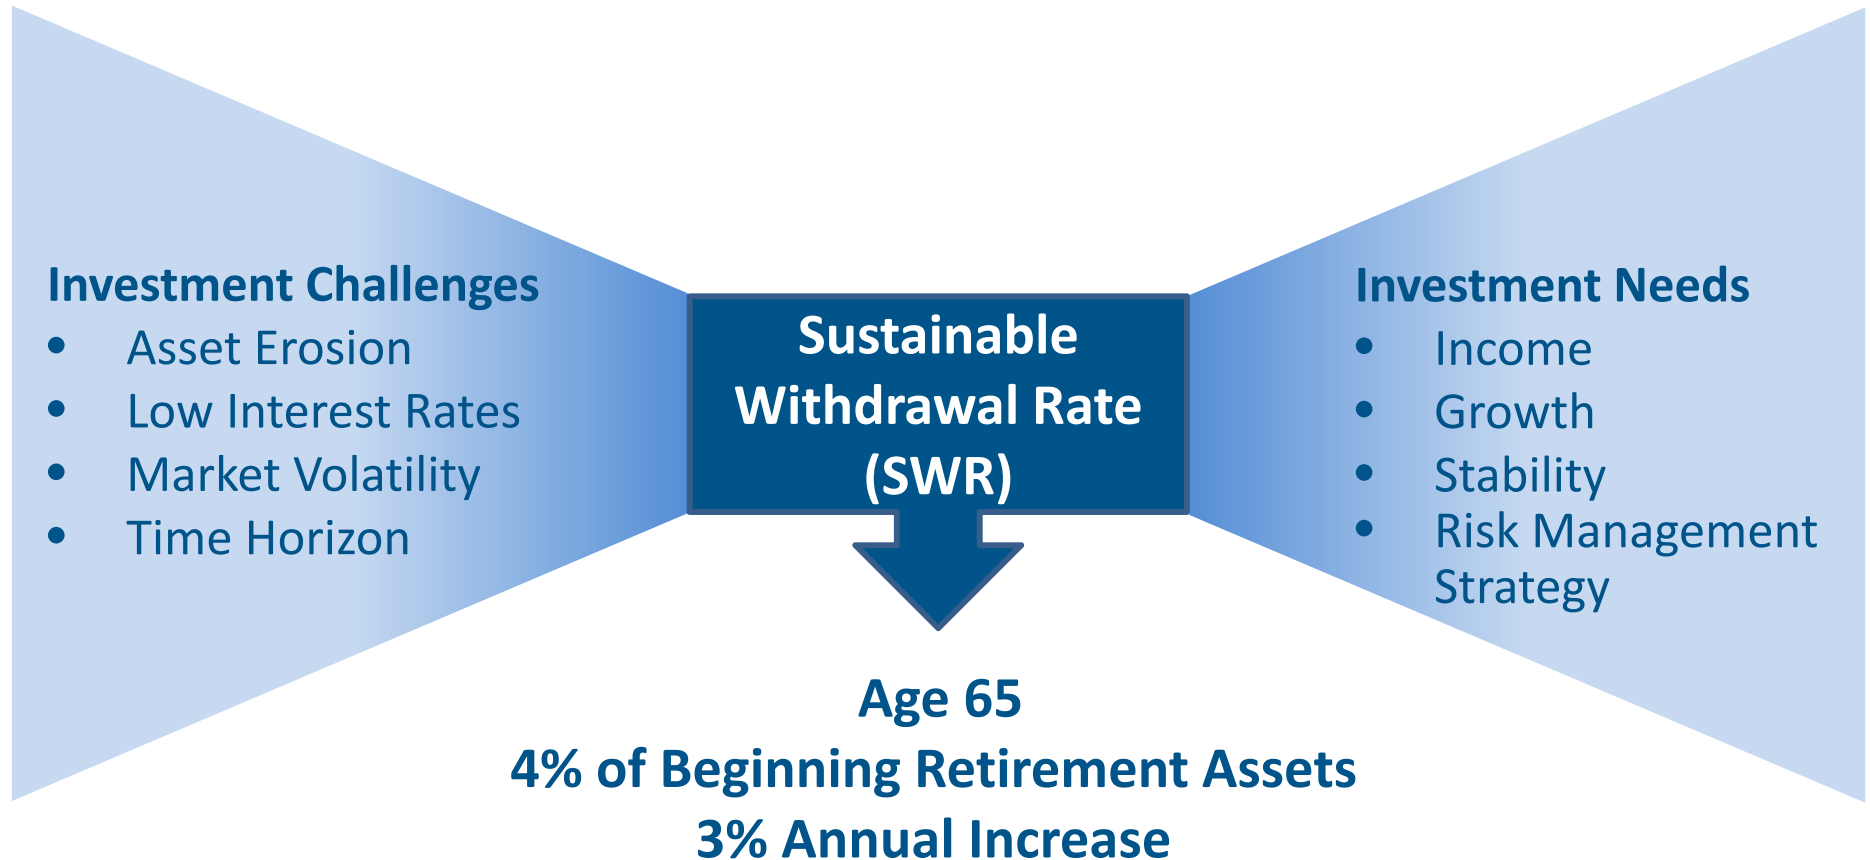 Investment Challenges
• Asset Erosion
• Low Interest Rates
• Market Volatility
• Time Horizon
Sustainable
Withdrawal Rate
(SWR)
Investment Needs
• Income
• Growth
• Stability
• Risk Management
Strategy
Age 65
4% of Beginning Retirement Assets
3% Annual Increase